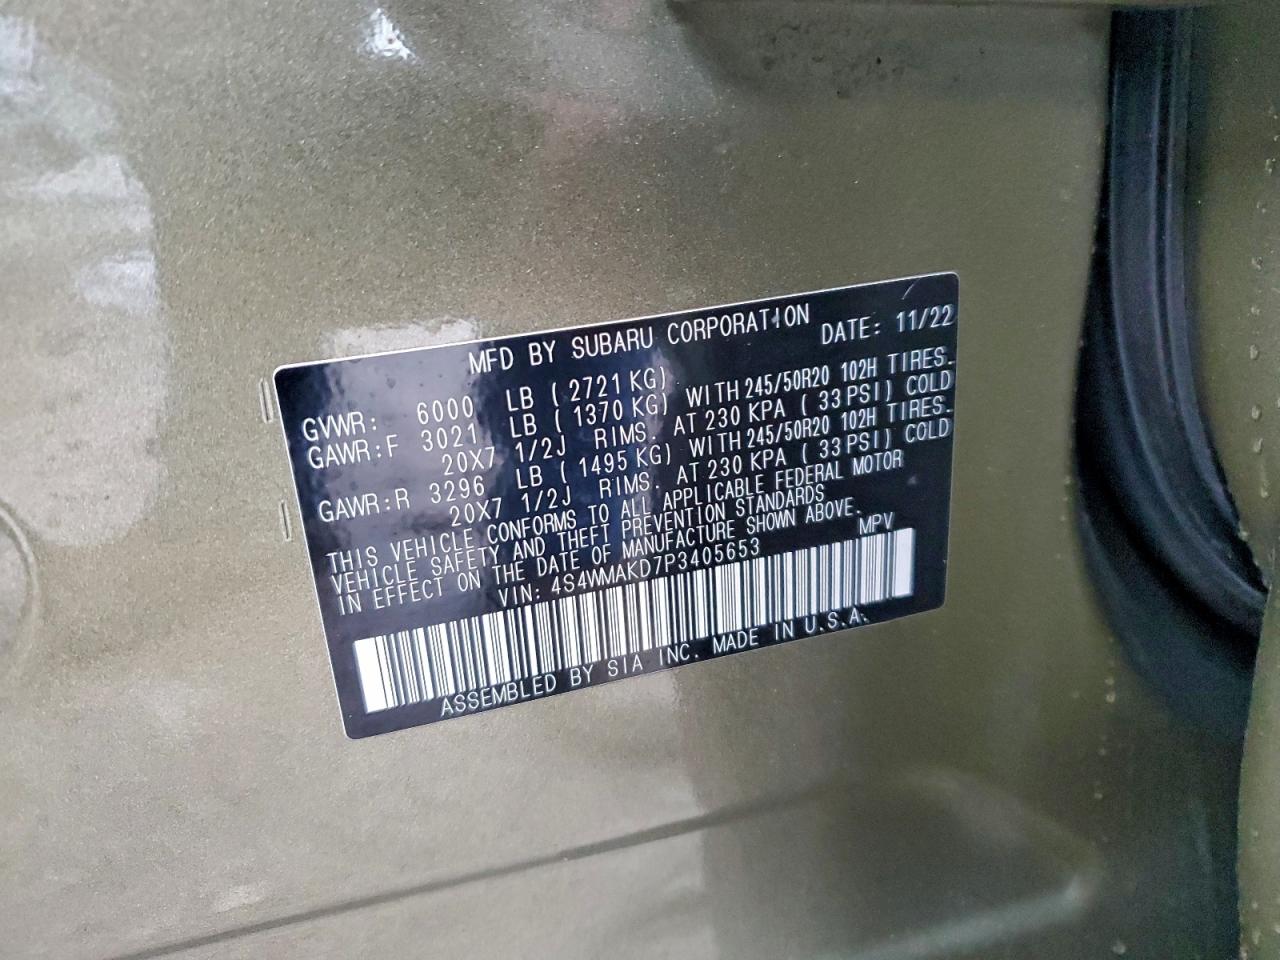 MFD BY SUBARU CORPORATION DATE: 11/22
GVWR: 6000 LB ( 2721 KG)
GAWR:F 3021 LB ( 1370 KG) WITH 245/50R20 102H TIRES.
20X7 1/2J RIMS. AT 230 KPA ( 33 PSI) COLD
GAWR:R 3296 LB ( 1495 KG) WITH 245/50R20 102H TIRES.
20X7 1/2J RIMS. AT 230 KPA ( 33 PSI) COLD
THIS VEHICLE CONFORMS TO ALL APPLICABLE FEDERAL MOTOR
VEHICLE SAFETY AND THEFT PREVENTION STANDARDS
IN EFFECT ON THE DATE OF MANUFACTURE SHOWN ABOVE.
VIN: 4S4WMAKD7P3405653 MPV
ASSEMBLED BY SIA INC. MADE IN U.S.A.